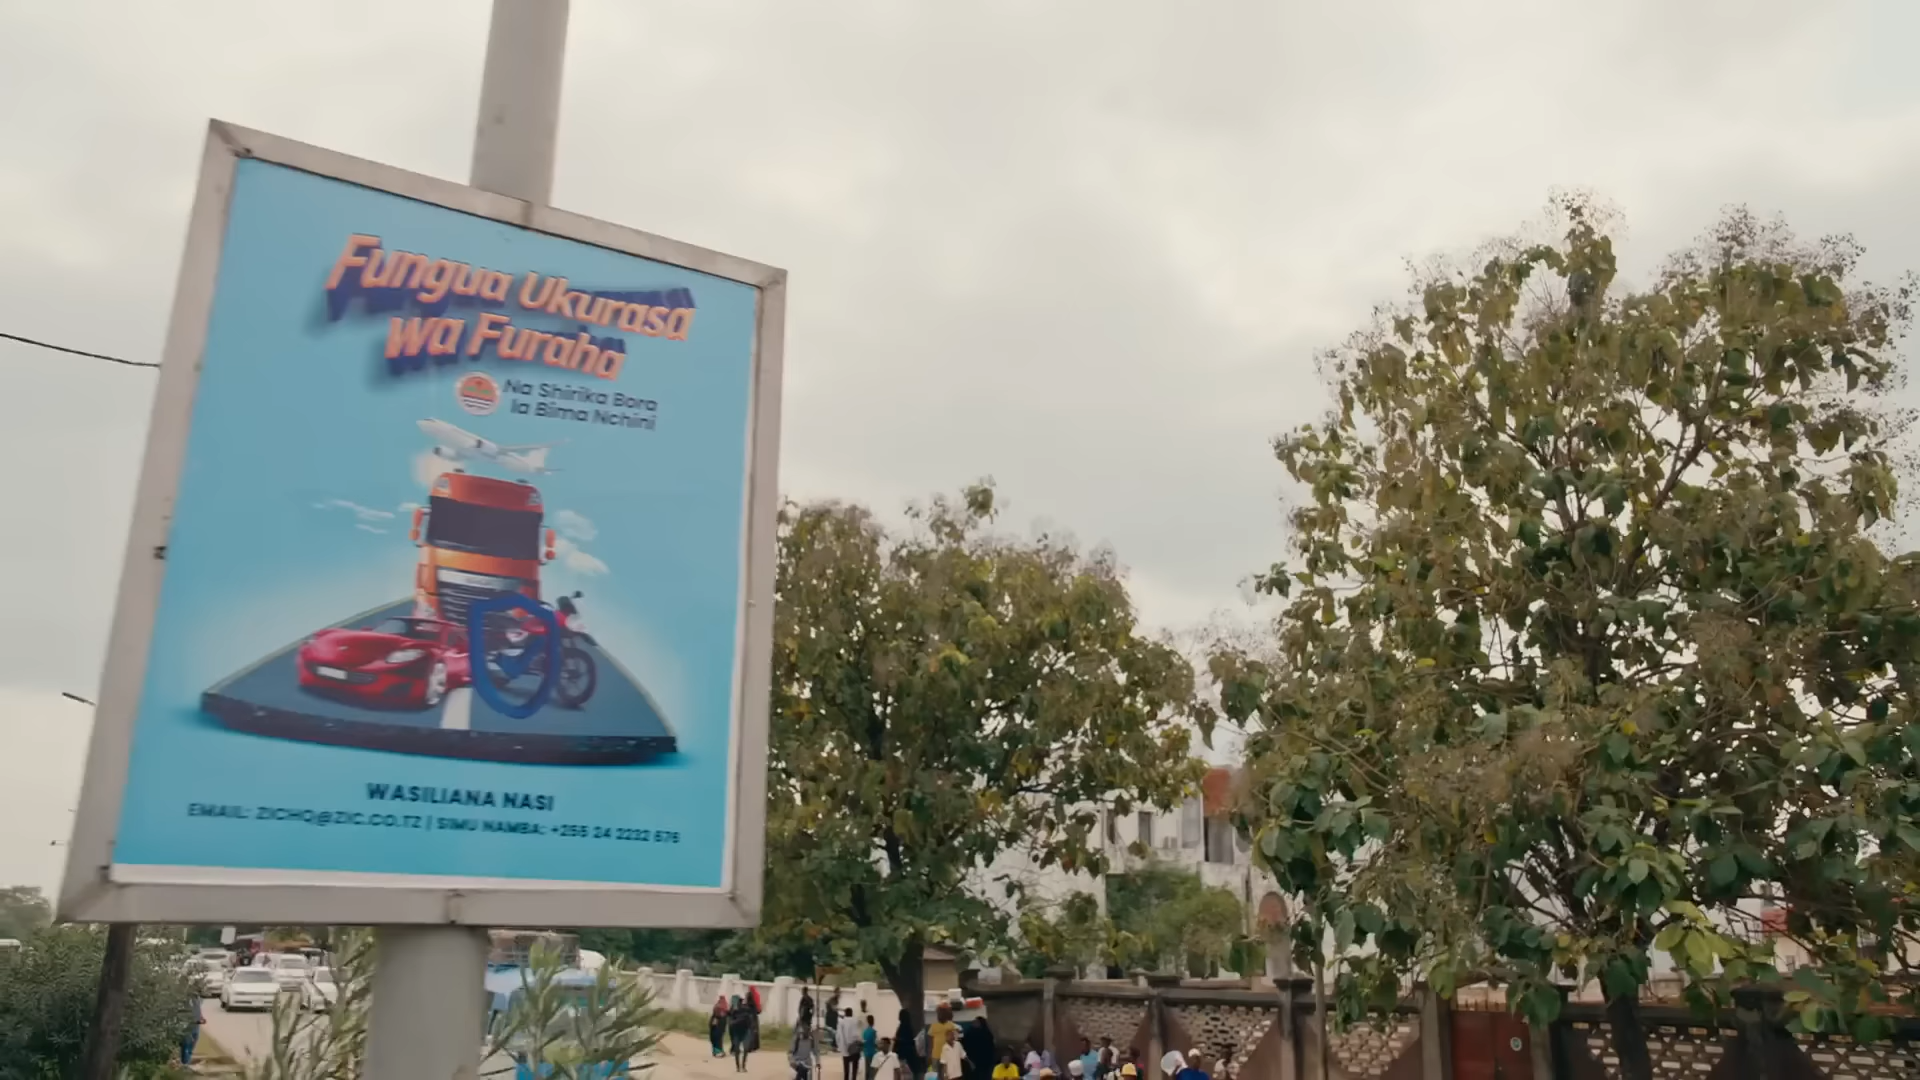 Fungua Ukurasa
wa Furaha
Na Shirika Bora
la Bima Nchini
WASILIANA NASI
EMAIL: ZICHQ@ZIC.CO.TZ | SIMU NAMBA: +255 24 2232 676